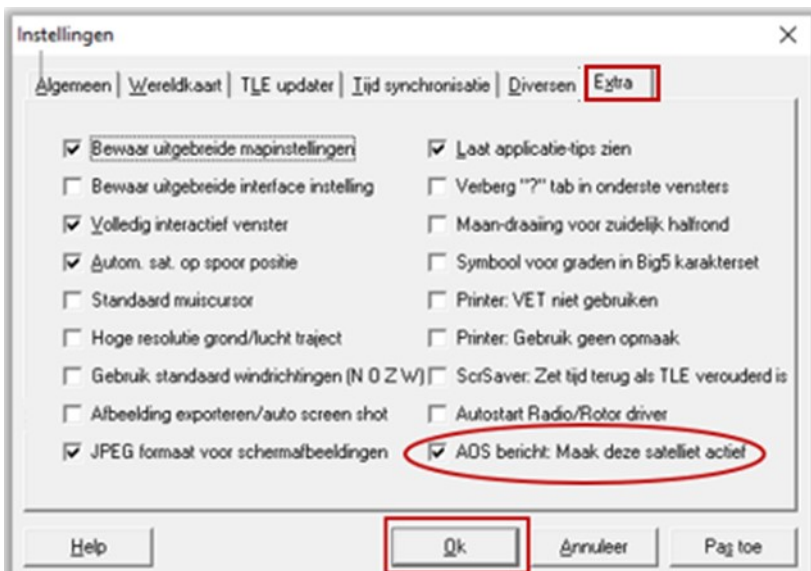 Instellingen
Algemeen Wereldkaart TLE updater Tijd synchronisatie Diversen Extra
Bewaar uitgebreide mapinstellingen
Bewaar uitgebreide interface instelling
Volledig interactief venster
Autom. sat. op spoor positie
Standaard muiscursor
Hoge resolutie grond/lucht traject
Gebruik standaard windrichtingen (N O Z W)
Afbeelding exporteren/auto screen shot
JPEG formaat voor schermafbeeldingen
Laat applicatie-tips zien
Verberg "?" tab in onderste vensters
Maan-draaiing voor zuidelijk halfrond
Symbool voor graden in Big5 karakterset
Printer: VET niet gebruiken
Printer: Gebruik geen opmaak
ScrSaver: Zet tijd terug als TLE verouderd is
Autostart Radio/Rotor driver
AOS bericht: Maak deze satelliet actief
Help Ok Annuleer Pas toe